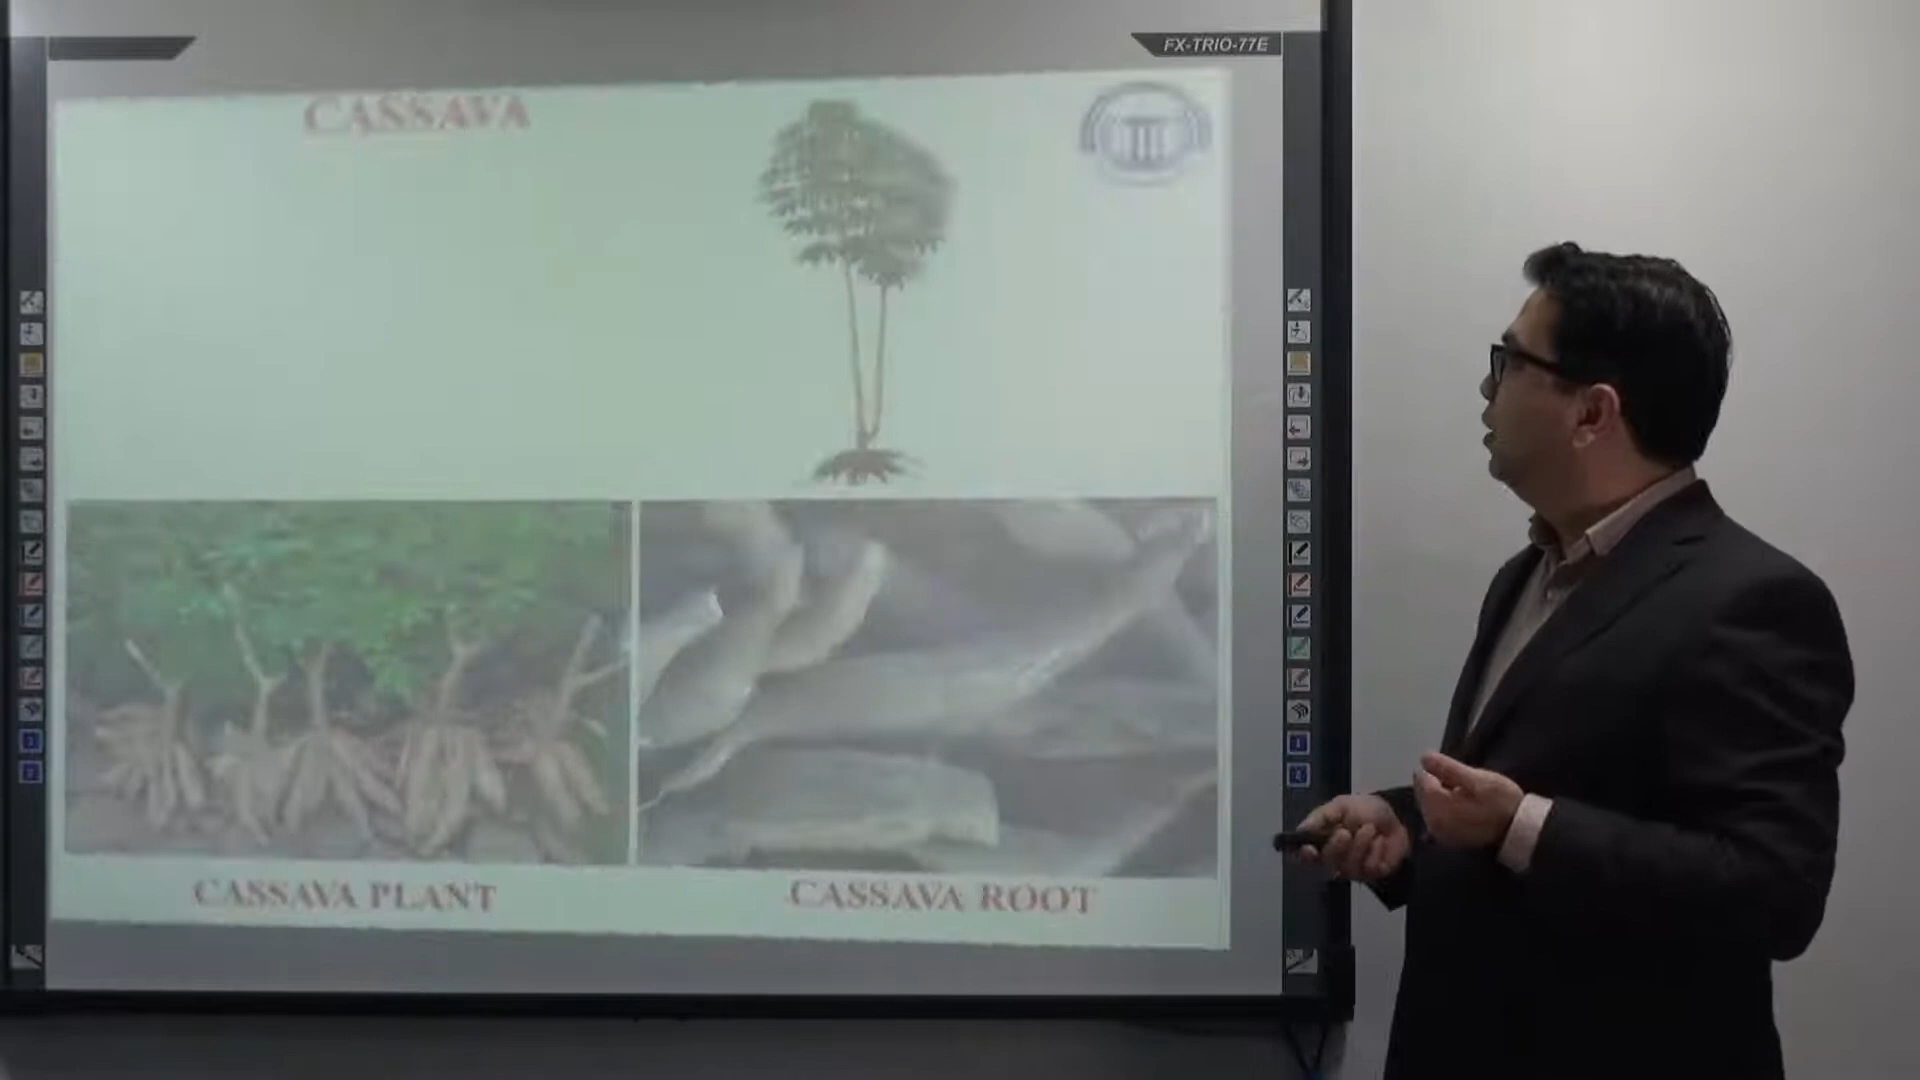 FX-TRIO-77E
CASSAVA
CASSAVA PLANT
CASSAVA ROOT